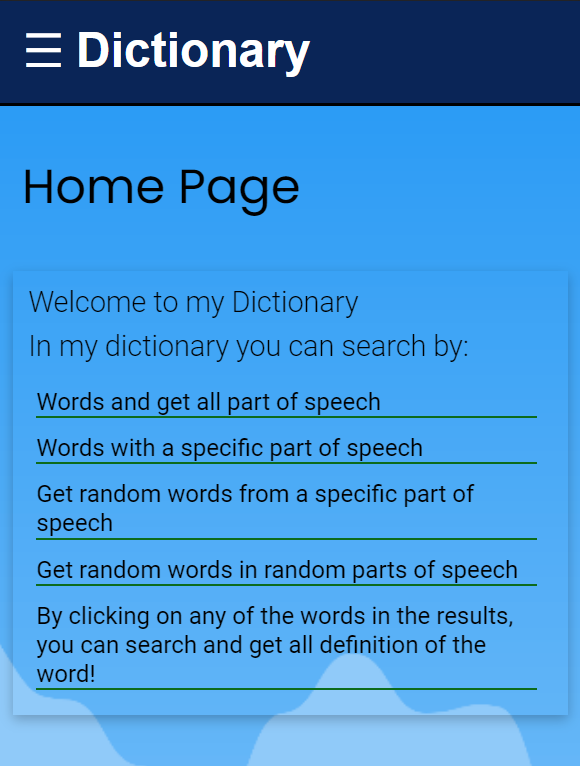 ☰ Dictionary
Home Page
Welcome to my Dictionary
In my dictionary you can search by:
Words and get all part of speech
Words with a specific part of speech
Get random words from a specific part of
speech
Get random words in random parts of speech
By clicking on any of the words in the results,
you can search and get all definition of the
word!